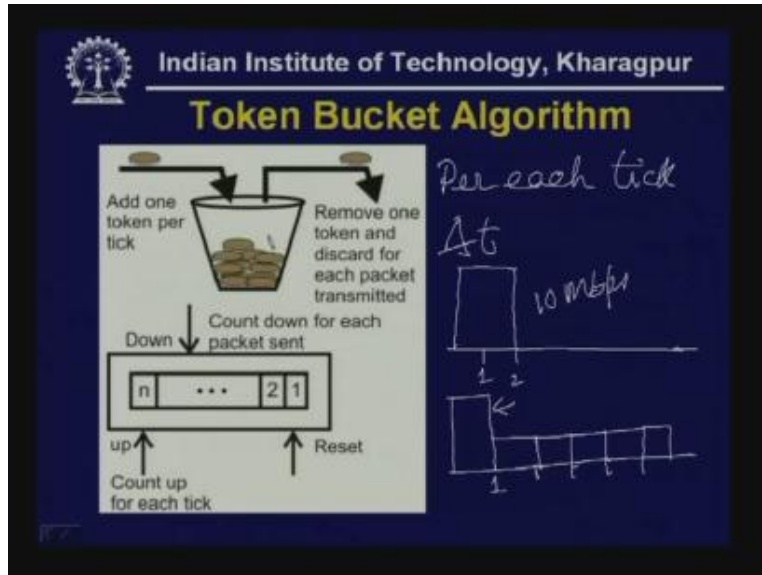 Indian Institute of Technology, Kharagpur
Token Bucket Algorithm
Add one
token per
tick
Remove one
token and
discard for
each packet
transmitted
Down
Count down for each
packet sent
n ... 2 1
up
Reset
Count up
for each tick
Per each tick
Δt
10 Mbps
1 2
1